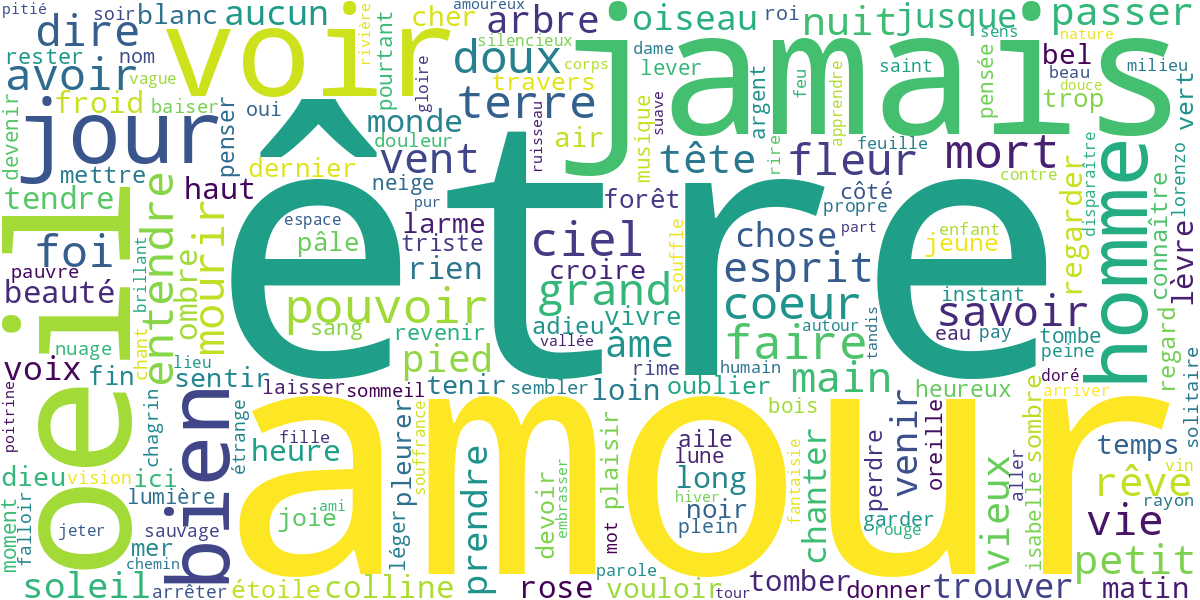 pitié
soir
blanc
aucun
dire
voir
cher
amoureux
arbre
jamais
oiseau
roi
nuit
jusque
passer
sens
nature
rester
nom
avoir
vague
rivière
pourtant
silencieux
doux
corps
travers
dame
lever
saint
pensée
bel
beau
milieu
douce
trop
vert
devenir
froid
baiser
jour
penser
oui
gloire
monde
terre
douleur
ruisseau
air
suave
musique
argent
feu
apprendre
rire
feuille
mettre
dernier
vent
tête
fleur
mort
contre
tendre
haut
neige
être
pur
forêt
côté
propre
part
homme
regarder
disparaître
connaître
lorenzo
lèvre
entendre
oeil
foi
ombre
mourir
brillant
espace
pâle
larme
triste
rien
ciel
croire
souffle
chose
esprit
enfant
jeune
pauvre
beauté
pouvoir
sang
revenir
grand
adieu
vivre
vallée
âme
coeur
faire
autour
tandis
instant
savoir
eau
pay
tombe
peine
regard
nuage
chant
voix
fin
lieu
sentir
pied
rime
humain
main
doré
arriver
solitaire
poitrine
chagrin
bien
étrange
laisser
sommeil
tenir
sembler
loin
oublier
heureux
sombre
amour
bois
venir
oreille
temps
fille
heure
souffrance
pleurer
plaisir
aile
lune
long
hiver
noir
plein
fantaisie
chanter
perdre
garder
rouge
vieux
aller
isabelle
vin
rêve
rayon
dieu
vision
ici
lumière
moment
falloir
jeter
sauvage
joie
ami
léger
prendre
devoir
embrasser
mot
vie
mer
chemin
petit
soleil
arrêter
étoile
colline
rose
parole
vouloir
tour
tomber
donner
trouver
matin